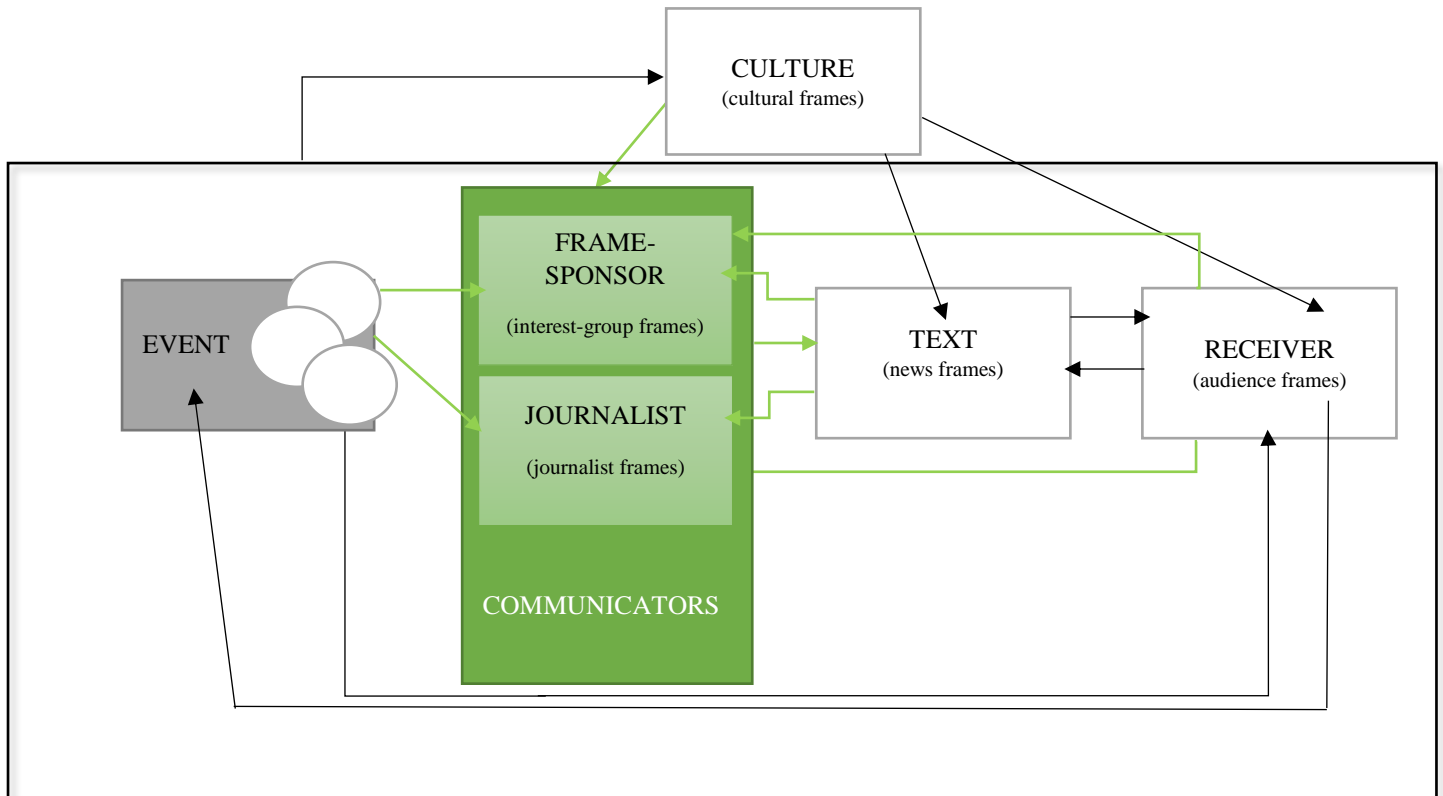 CULTURE
(cultural frames)
FRAME-
SPONSOR
(interest-group frames)
EVENT
TEXT
(news frames)
RECEIVER
(audience frames)
JOURNALIST
(journalist frames)
COMMUNICATORS